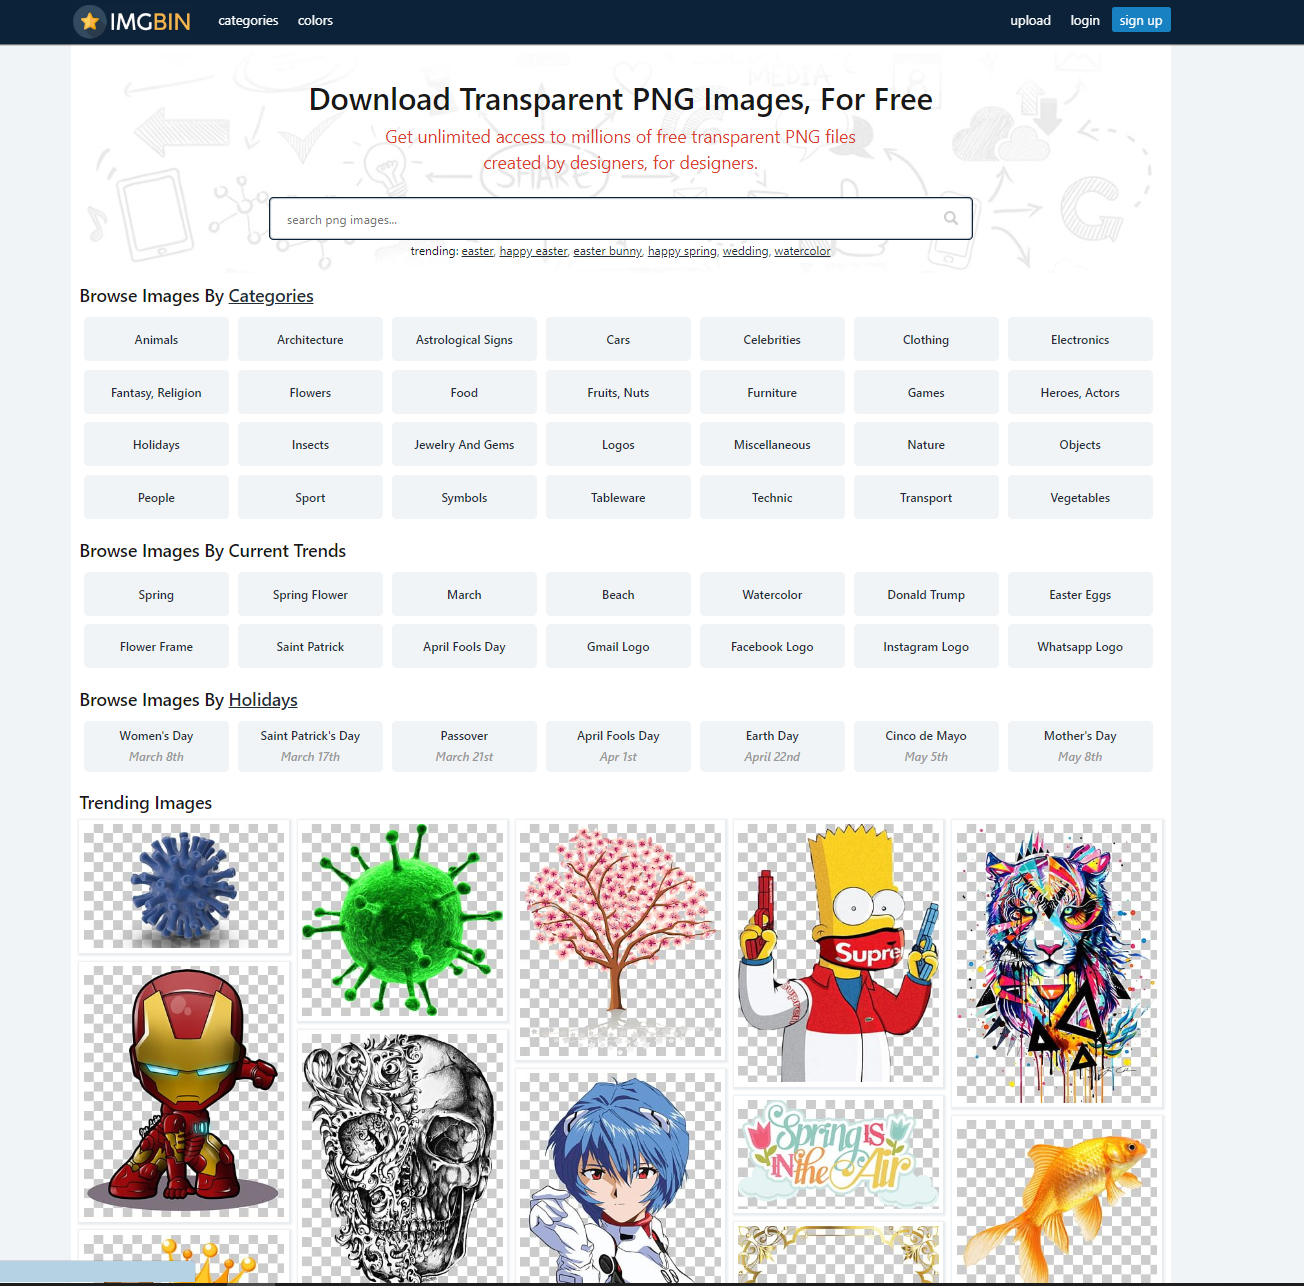 IMGBIN categories colors upload login sign up
MEDIA
Download Transparent PNG Images, For Free
Get unlimited access to millions of free transparent PNG files
created by designers, for designers.
SHARE
search png images...
trending: easter, happy easter, easter bunny, happy spring, wedding, watercolor
Browse Images By Categories
Animals Architecture Astrological Signs Cars Celebrities Clothing Electronics
Fantasy, Religion Flowers Food Fruits, Nuts Furniture Games Heroes, Actors
Holidays Insects Jewelry And Gems Logos Miscellaneous Nature Objects
People Sport Symbols Tableware Technic Transport Vegetables
Browse Images By Current Trends
Spring Spring Flower March Beach Watercolor Donald Trump Easter Eggs
Flower Frame Saint Patrick April Fools Day Gmail Logo Facebook Logo Instagram Logo Whatsapp Logo
Browse Images By Holidays
Women's Day Saint Patrick's Day Passover April Fools Day Earth Day Cinco de Mayo Mother's Day
March 8th March 17th March 21st Apr 1st April 22nd May 5th May 8th
Trending Images
Supre
Spring IS
IN the Air